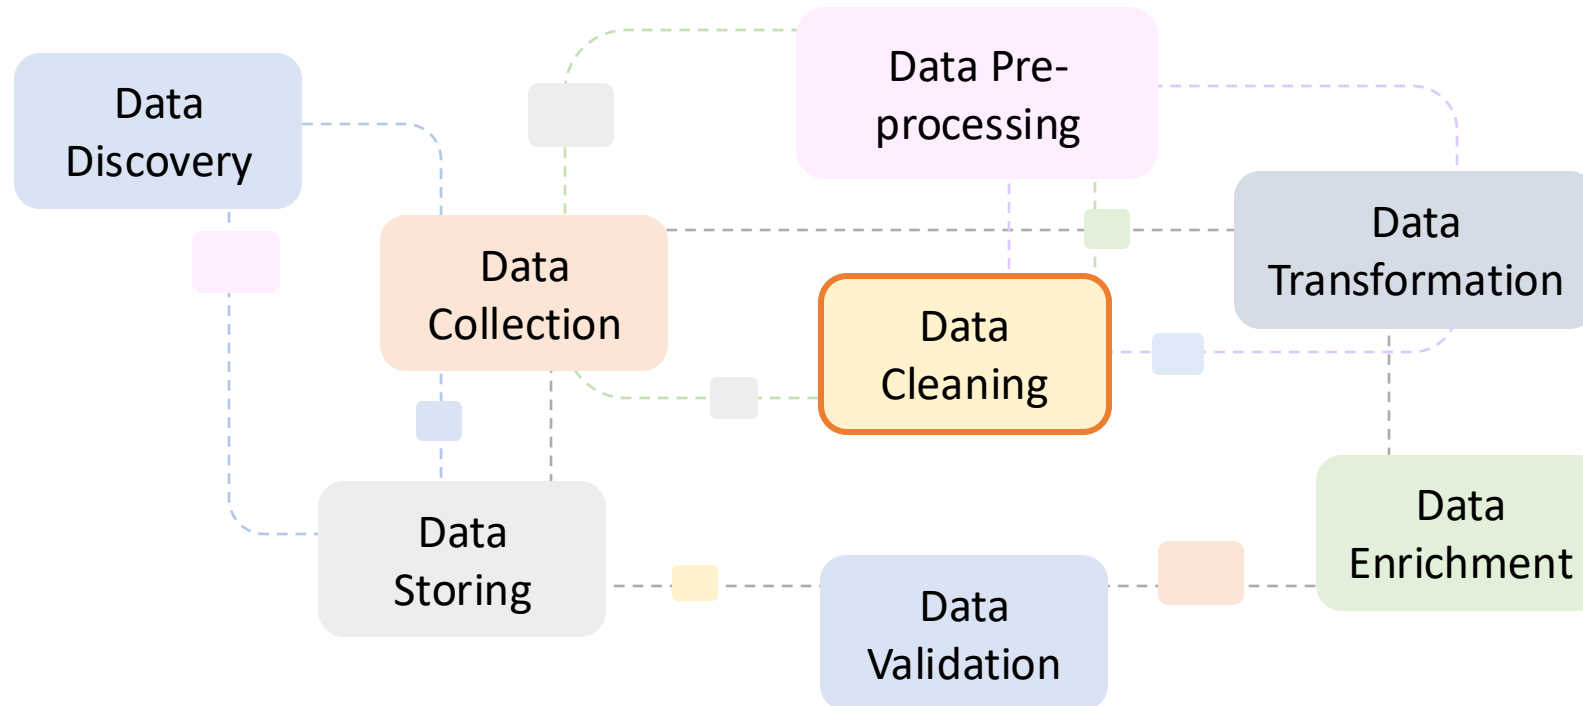 Data
Discovery
Data Pre-
processing
Data
Collection
Data
Transformation
Data
Cleaning
Data
Storing
Data
Enrichment
Data
Validation